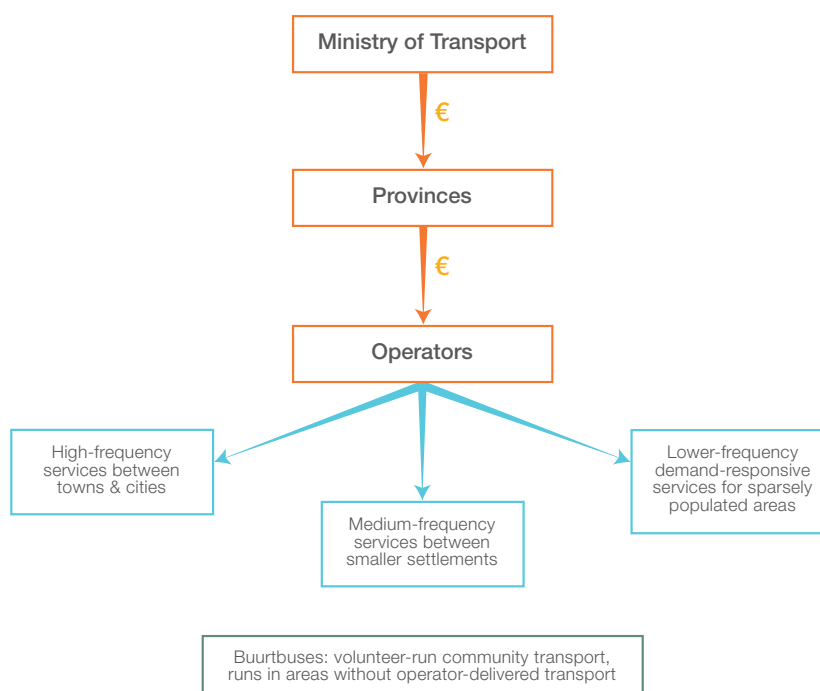 Ministry of Transport
€
Provinces
€
Operators
High-frequency
services between
towns & cities
Medium-frequency
services between
smaller settlements
Lower-frequency
demand-responsive
services for sparsely
populated areas
Buurtbuses: volunteer-run community transport,
runs in areas without operator-delivered transport